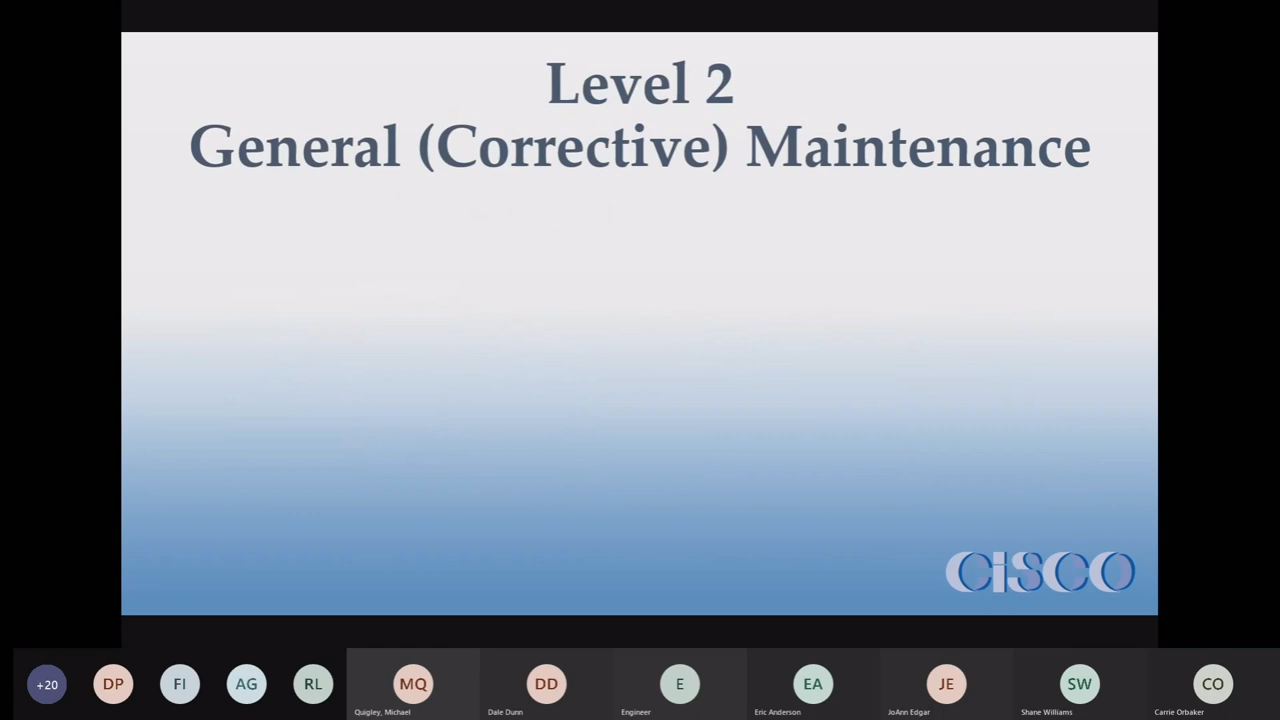 Level 2
General (Corrective) Maintenance
CISCO
+20
DP
FI
AG
RL
MQ
DD
E
EA
JE
SW
CO
Quigley, Michael
Dale Dunn
Engineer
Eric Anderson
JoAnn Edgar
Shane Williams
Carrie Orbaker